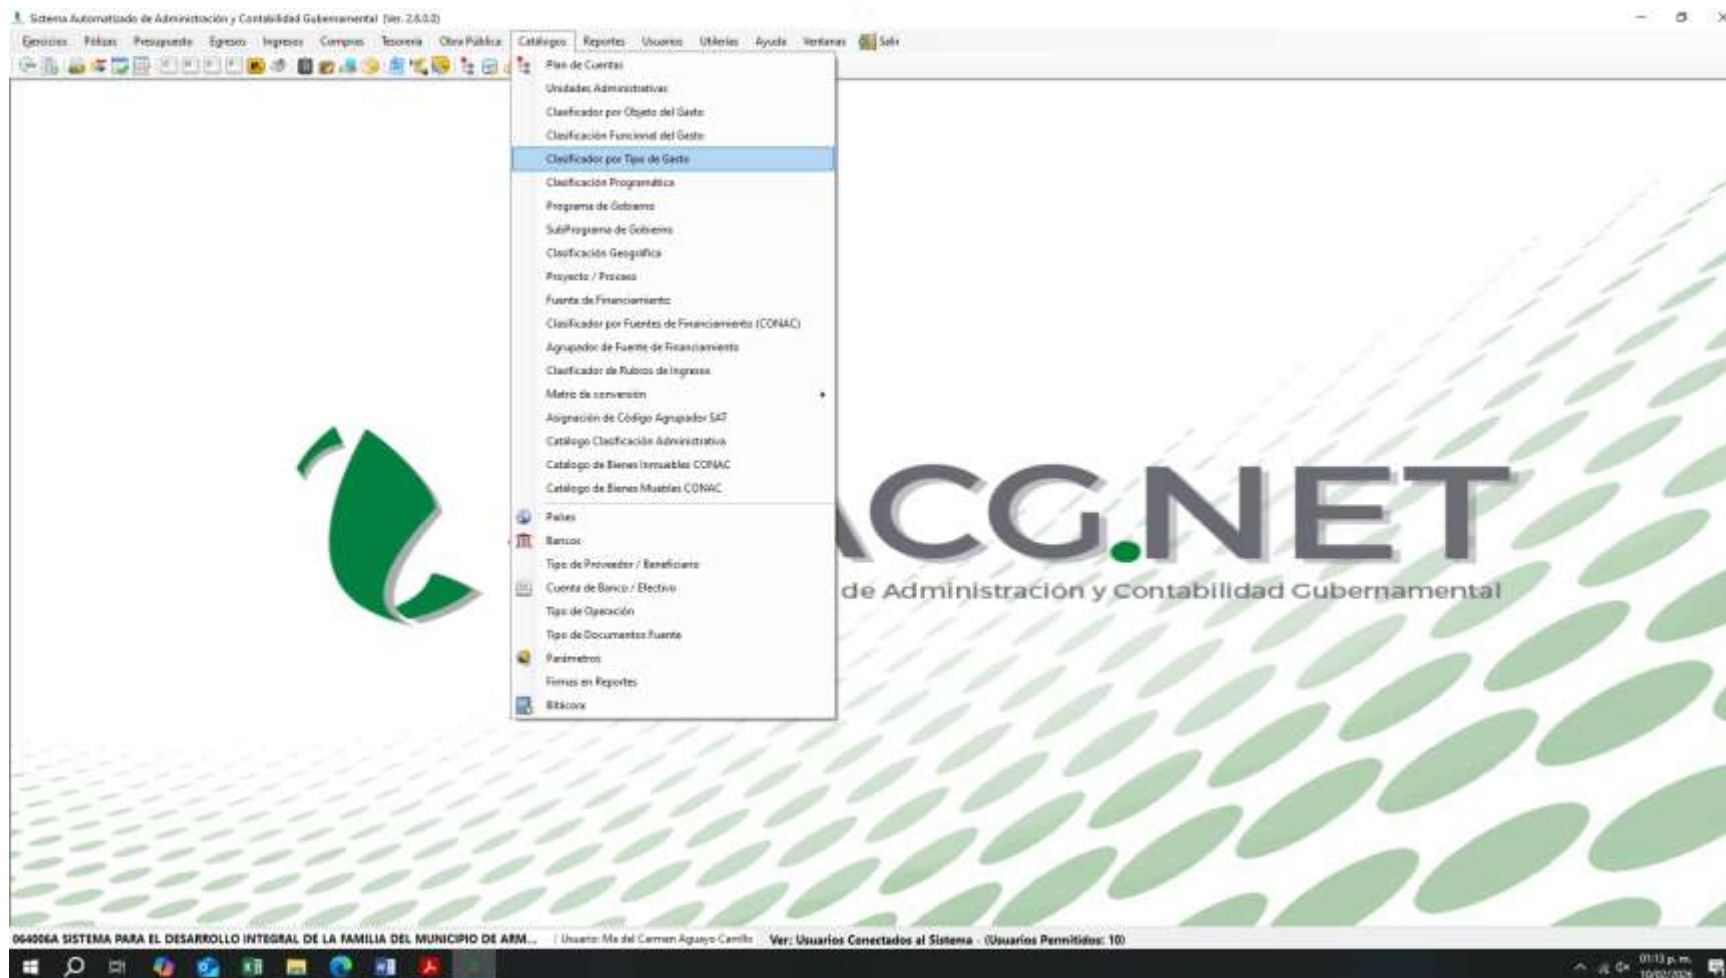 Sistema Automatizado de Administración y Contabilidad Gubernamental (Ver. 2.6.0.0)
Ejercicios Pólizas Presupuesto Egresos Ingresos Compras Tesorería Obra Pública Catálogos Reportes Usuarios Utilerías Ayuda Ventanas Salir
Plan de Cuentas
Unidades Administrativas
Clasificador por Objeto del Gasto
Clasificación Funcional del Gasto
Clasificador por Tipo de Gasto
Clasificación Programática
Programa de Gobierno
SubPrograma de Gobierno
Clasificación Geográfica
Proyecto / Proceso
Fuente de Financiamiento
Clasificador por Fuentes de Financiamiento (CONAC)
Agrupador de Fuente de Financiamiento
Clasificador de Rubros de Ingresos
Matriz de conversión
Asignación de Código Agrupador SAT
Catálogo Clasificación Administrativa
Catalogo de Bienes Inmuebles CONAC
Catálogo de Bienes Muebles CONAC
Países
Bancos
Tipo de Proveedor / Beneficiario
Cuenta de Banco / Efectivo
Tipo de Operación
Tipo de Documentos Fuente
Parámetros
Firmas en Reportes
Bitácora
ACG.NET
de Administración y Contabilidad Gubernamental
064006A SISTEMA PARA EL DESARROLLO INTEGRAL DE LA FAMILIA DEL MUNICIPIO DE ARM... / Usuario: Ma del Carmen Aguayo Carrillo Ver: Usuarios Conectados al Sistema - (Usuarios Permitidos: 10)
01:13 p. m.
10/02/2026